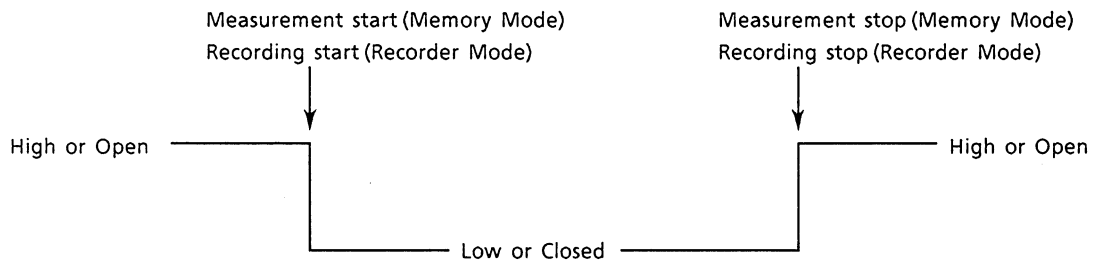 Measurement start (Memory Mode)
Recording start (Recorder Mode)
Measurement stop (Memory Mode)
Recording stop (Recorder Mode)
High or Open
High or Open
Low or Closed